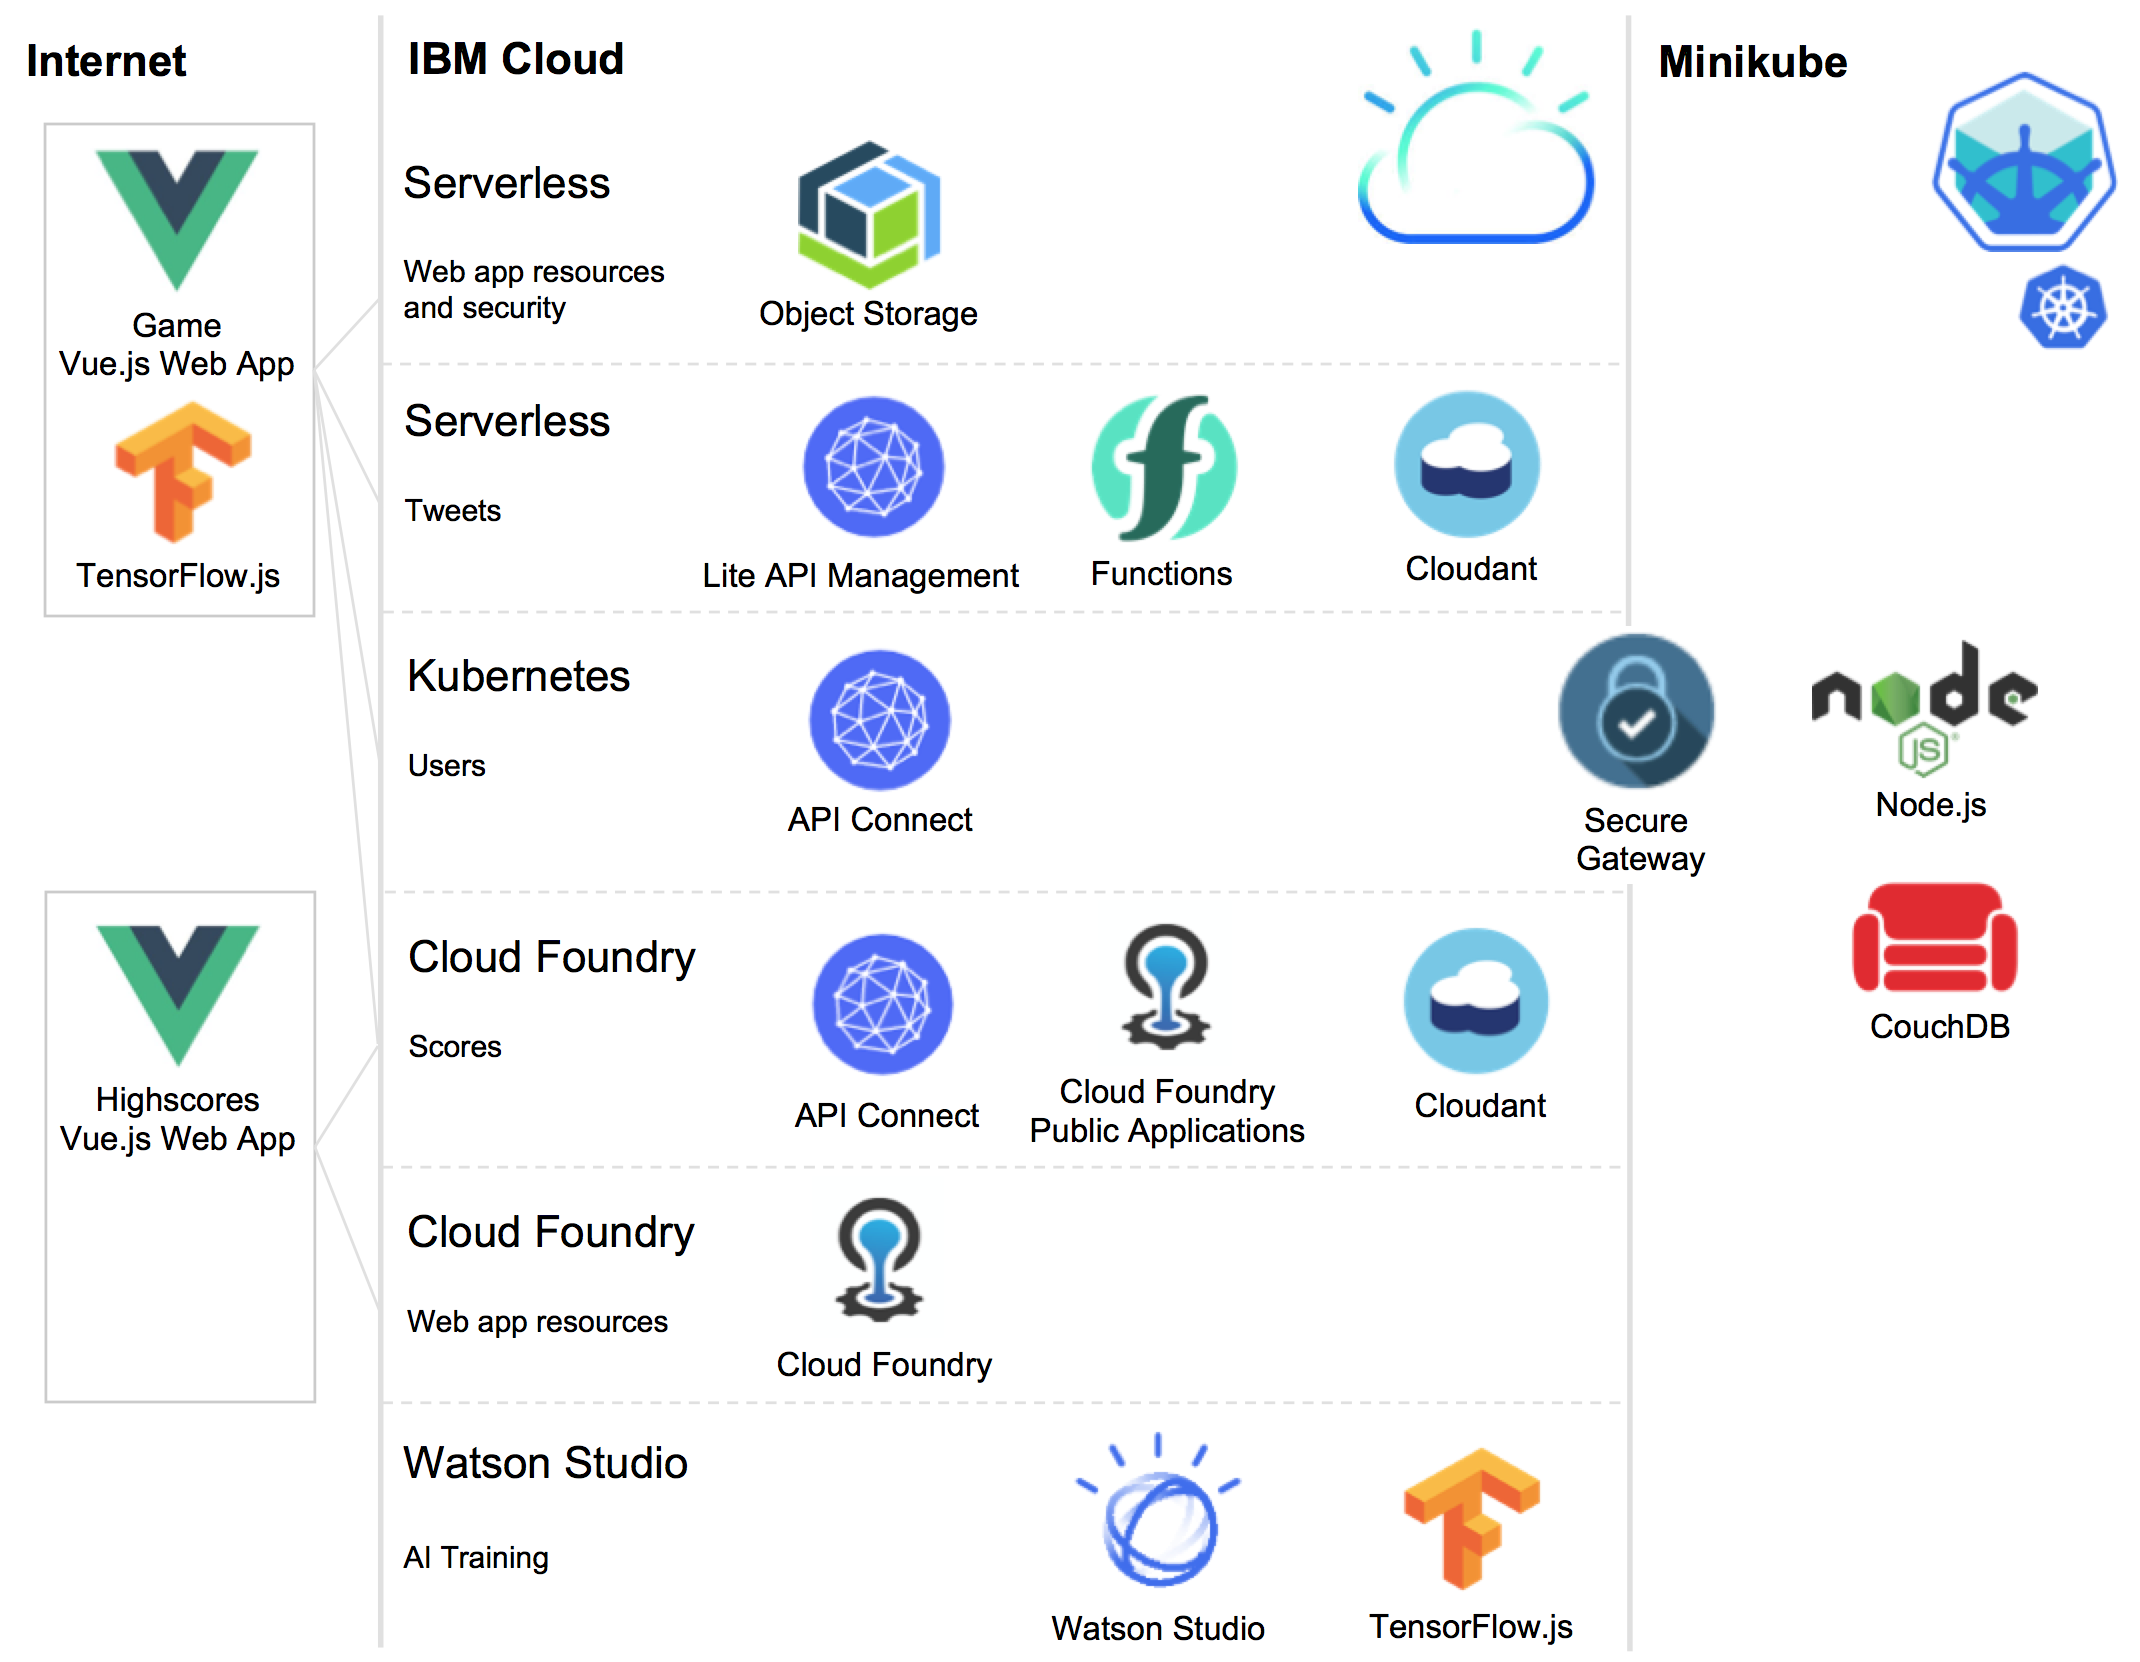 Internet
Game
Vue.js Web App
TensorFlow.js
Highscores
Vue.js Web App
IBM Cloud
Serverless
Web app resources
and security
Object Storage
Serverless
Tweets
Lite API Management
Functions
Cloudant
Kubernetes
Users
API Connect
Secure
Gateway
Cloud Foundry
Scores
API Connect
Cloud Foundry
Public Applications
Cloudant
Cloud Foundry
Web app resources
Cloud Foundry
Watson Studio
AI Training
Watson Studio
TensorFlow.js
Minikube
node
JS®
Node.js
CouchDB